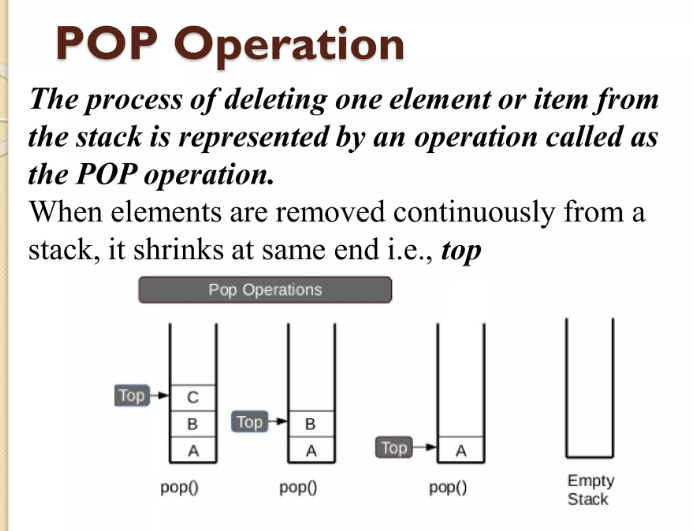 POP Operation
The process of deleting one element or item from
the stack is represented by an operation called as
the POP operation.
When elements are removed continuously from a
stack, it shrinks at same end i.e., top
Pop Operations
Top
C
B
A
pop()
Top
B
A
pop()
Top
A
pop()
Empty
Stack